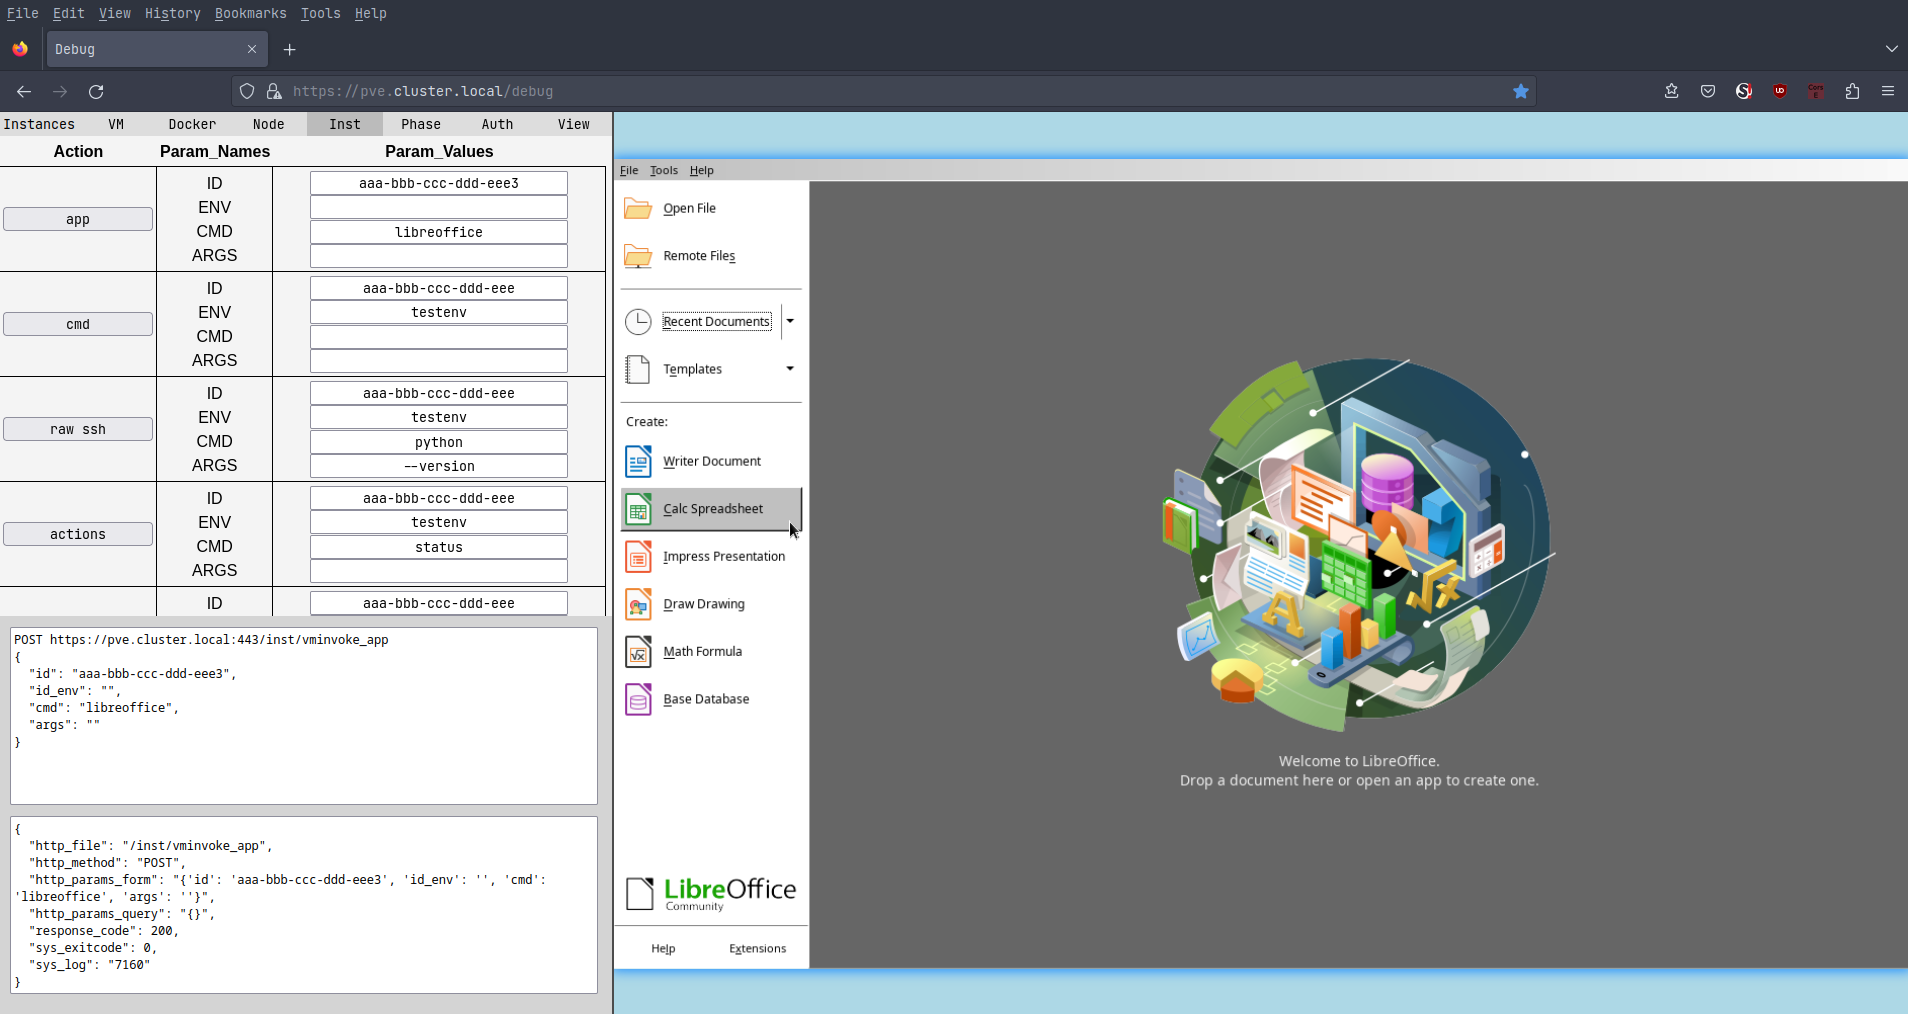 File Edit View History Bookmarks Tools Help
Debug
https://pve.cluster.local/debug
Instances VM Docker Node Inst Phase Auth View
Action Param_Names Param_Values
app
ID aaa-bbb-ccc-ddd-eee3
ENV
CMD libreoffice
ARGS
cmd
ID aaa-bbb-ccc-ddd-eee
ENV testenv
CMD
ARGS
raw ssh
ID aaa-bbb-ccc-ddd-eee
ENV testenv
CMD python
ARGS --version
actions
ID aaa-bbb-ccc-ddd-eee
ENV testenv
CMD status
ARGS
ID aaa-bbb-ccc-ddd-eee
POST https://pve.cluster.local:443/inst/vminvoke_app
{
"id": "aaa-bbb-ccc-ddd-eee3",
"id_env": "",
"cmd": "libreoffice",
"args": ""
}
{
"http_file": "/inst/vminvoke_app",
"http_method": "POST",
"http_params_form": "{'id': 'aaa-bbb-ccc-ddd-eee3', 'id_env': '', 'cmd':
'libreoffice', 'args': ''}",
"http_params_query": "{}",
"response_code": 200,
"sys_exitcode": 0,
"sys_log": "7160"
}
File Tools Help
Open File
Remote Files
Recent Documents
Templates
Create:
Writer Document
Calc Spreadsheet
Impress Presentation
Draw Drawing
Math Formula
Base Database
LibreOffice
Community
Help Extensions
Welcome to LibreOffice.
Drop a document here or open an app to create one.